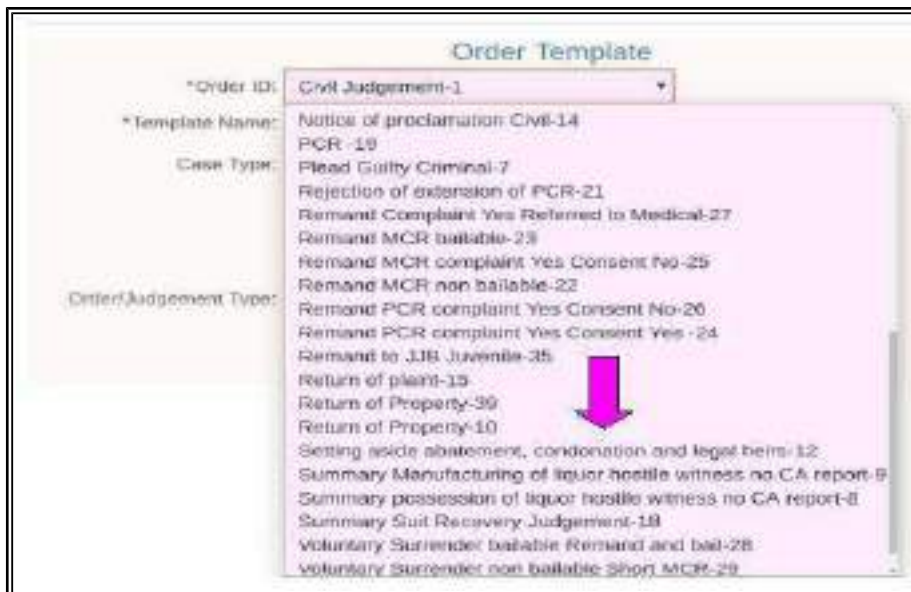 Order Template
*Order ID: Civil Judgement-1
*Template Name: Notice of proclamation Civil-14
PCR -19
Case Type: Plead Guilty Criminal-7
Rejection of extension of PCR-21
Remand Complaint Yes Referred to Medical-27
Remand MCR bailable-23
Remand MCR complaint Yes Consent No-25
Remand MCR non bailable-22
Order/Judgement Type: Remand PCR complaint Yes Consent No-26
Remand PCR complaint Yes Consent Yes -24
Remand to JJB Juvenile-35
Return of plaint-15
Return of Property-39
Return of Property-10
Setting aside abatement, condonation and legal heirs-12
Summary Manufacturing of liquor hostile witness no CA report-9
Summary possession of liquor hostile witness no CA report-8
Summary Suit Recovery Judgement-18
Voluntary Surrender bailable Remand and bail-28
Voluntary Surrender non bailable Short MCR-29